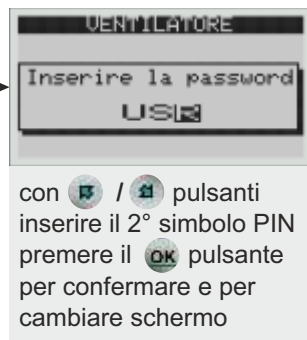 VENTILATORE
Inserire la password
USR
con / pulsanti
inserire il 2° simbolo PIN
premere il OK pulsante
per confermare e per
cambiare schermo